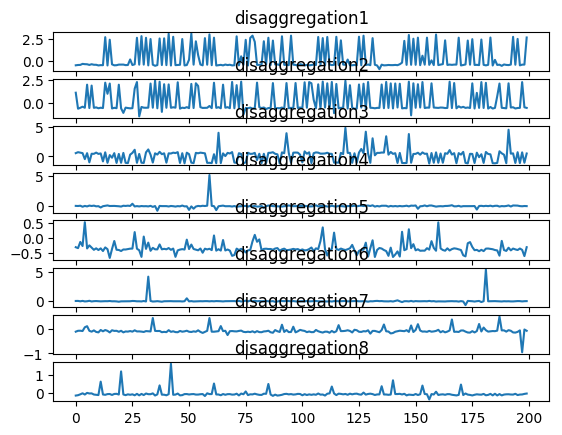 disaggregation1
2.5
0.0
disaggregation2
2.5
0.0
disaggregation3
5
0
disaggregation4
5
0
disaggregation5
0.5
0.0
−0.5
disaggregation6
5
0
disaggregation7
0
−1
disaggregation8
1
0
0 25 50 75 100 125 150 175 200